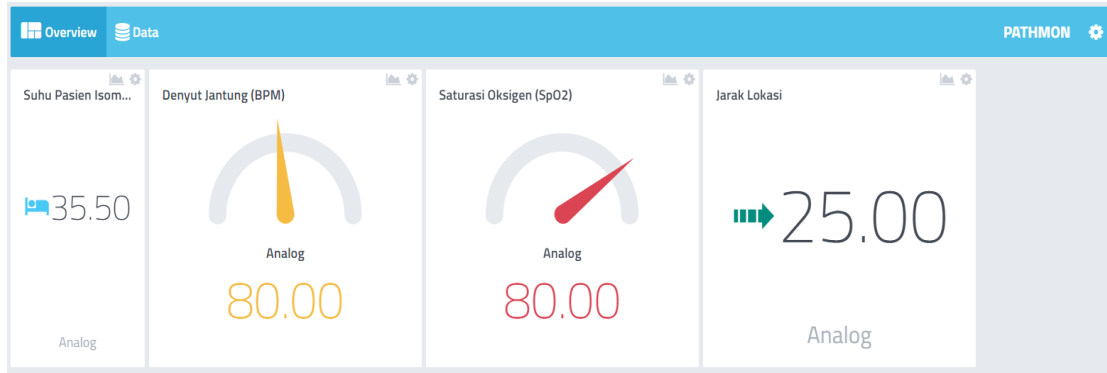 Overview
Data
PATHMON
Suhu Pasien Isom...
Denyut Jantung (BPM)
Saturasi Oksigen (SpO2)
Jarak Lokasi
35.50
Analog
Analog
80.00
Analog
80.00
25.00
Analog